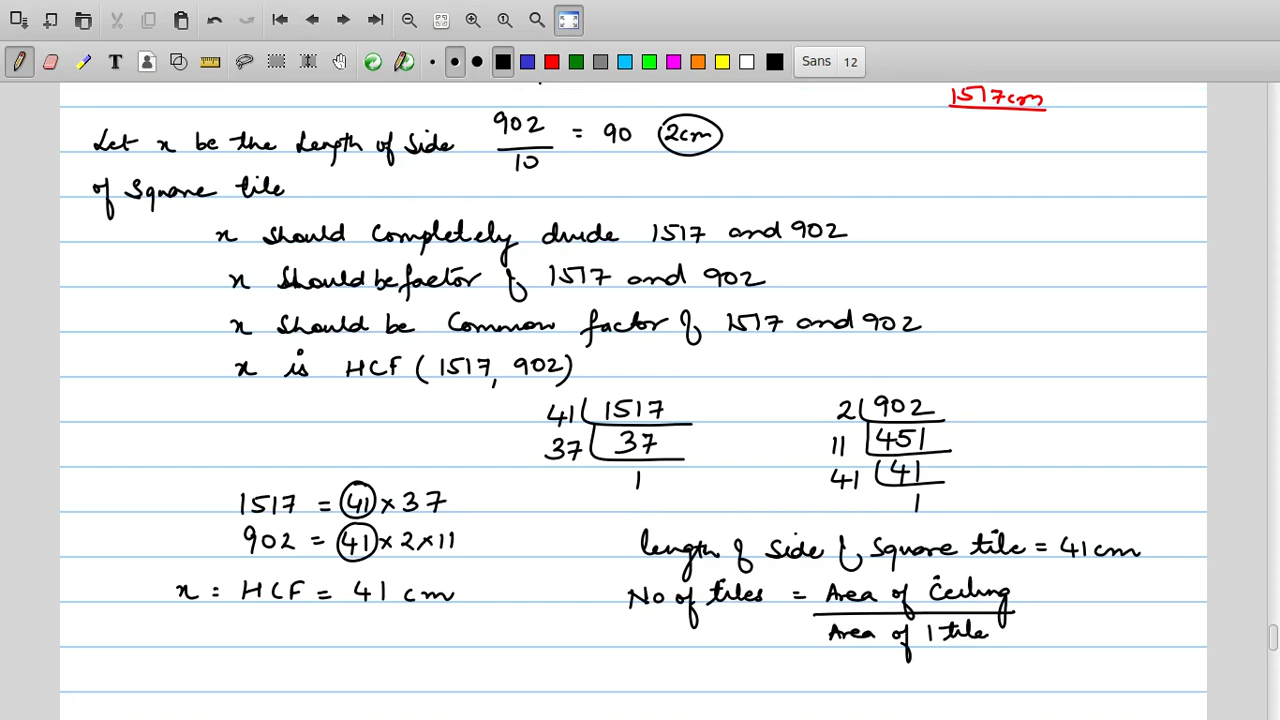 T
Sans 12
1517cm
Let x be the length of side 902/10 = 90 2cm
of square tile
x should completely divide 1517 and 902
x should be factor of 1517 and 902
x should be common factor of 1517 and 902
x is HCF (1517, 902)
41 1517
37 37
1
2 902
11 451
41 41
1
1517 = 41 × 37
902 = 41 × 2 × 11
x = HCF = 41 cm
length of side of square tile = 41 cm
No of tiles = Area of Ceiling
Area of 1 tile